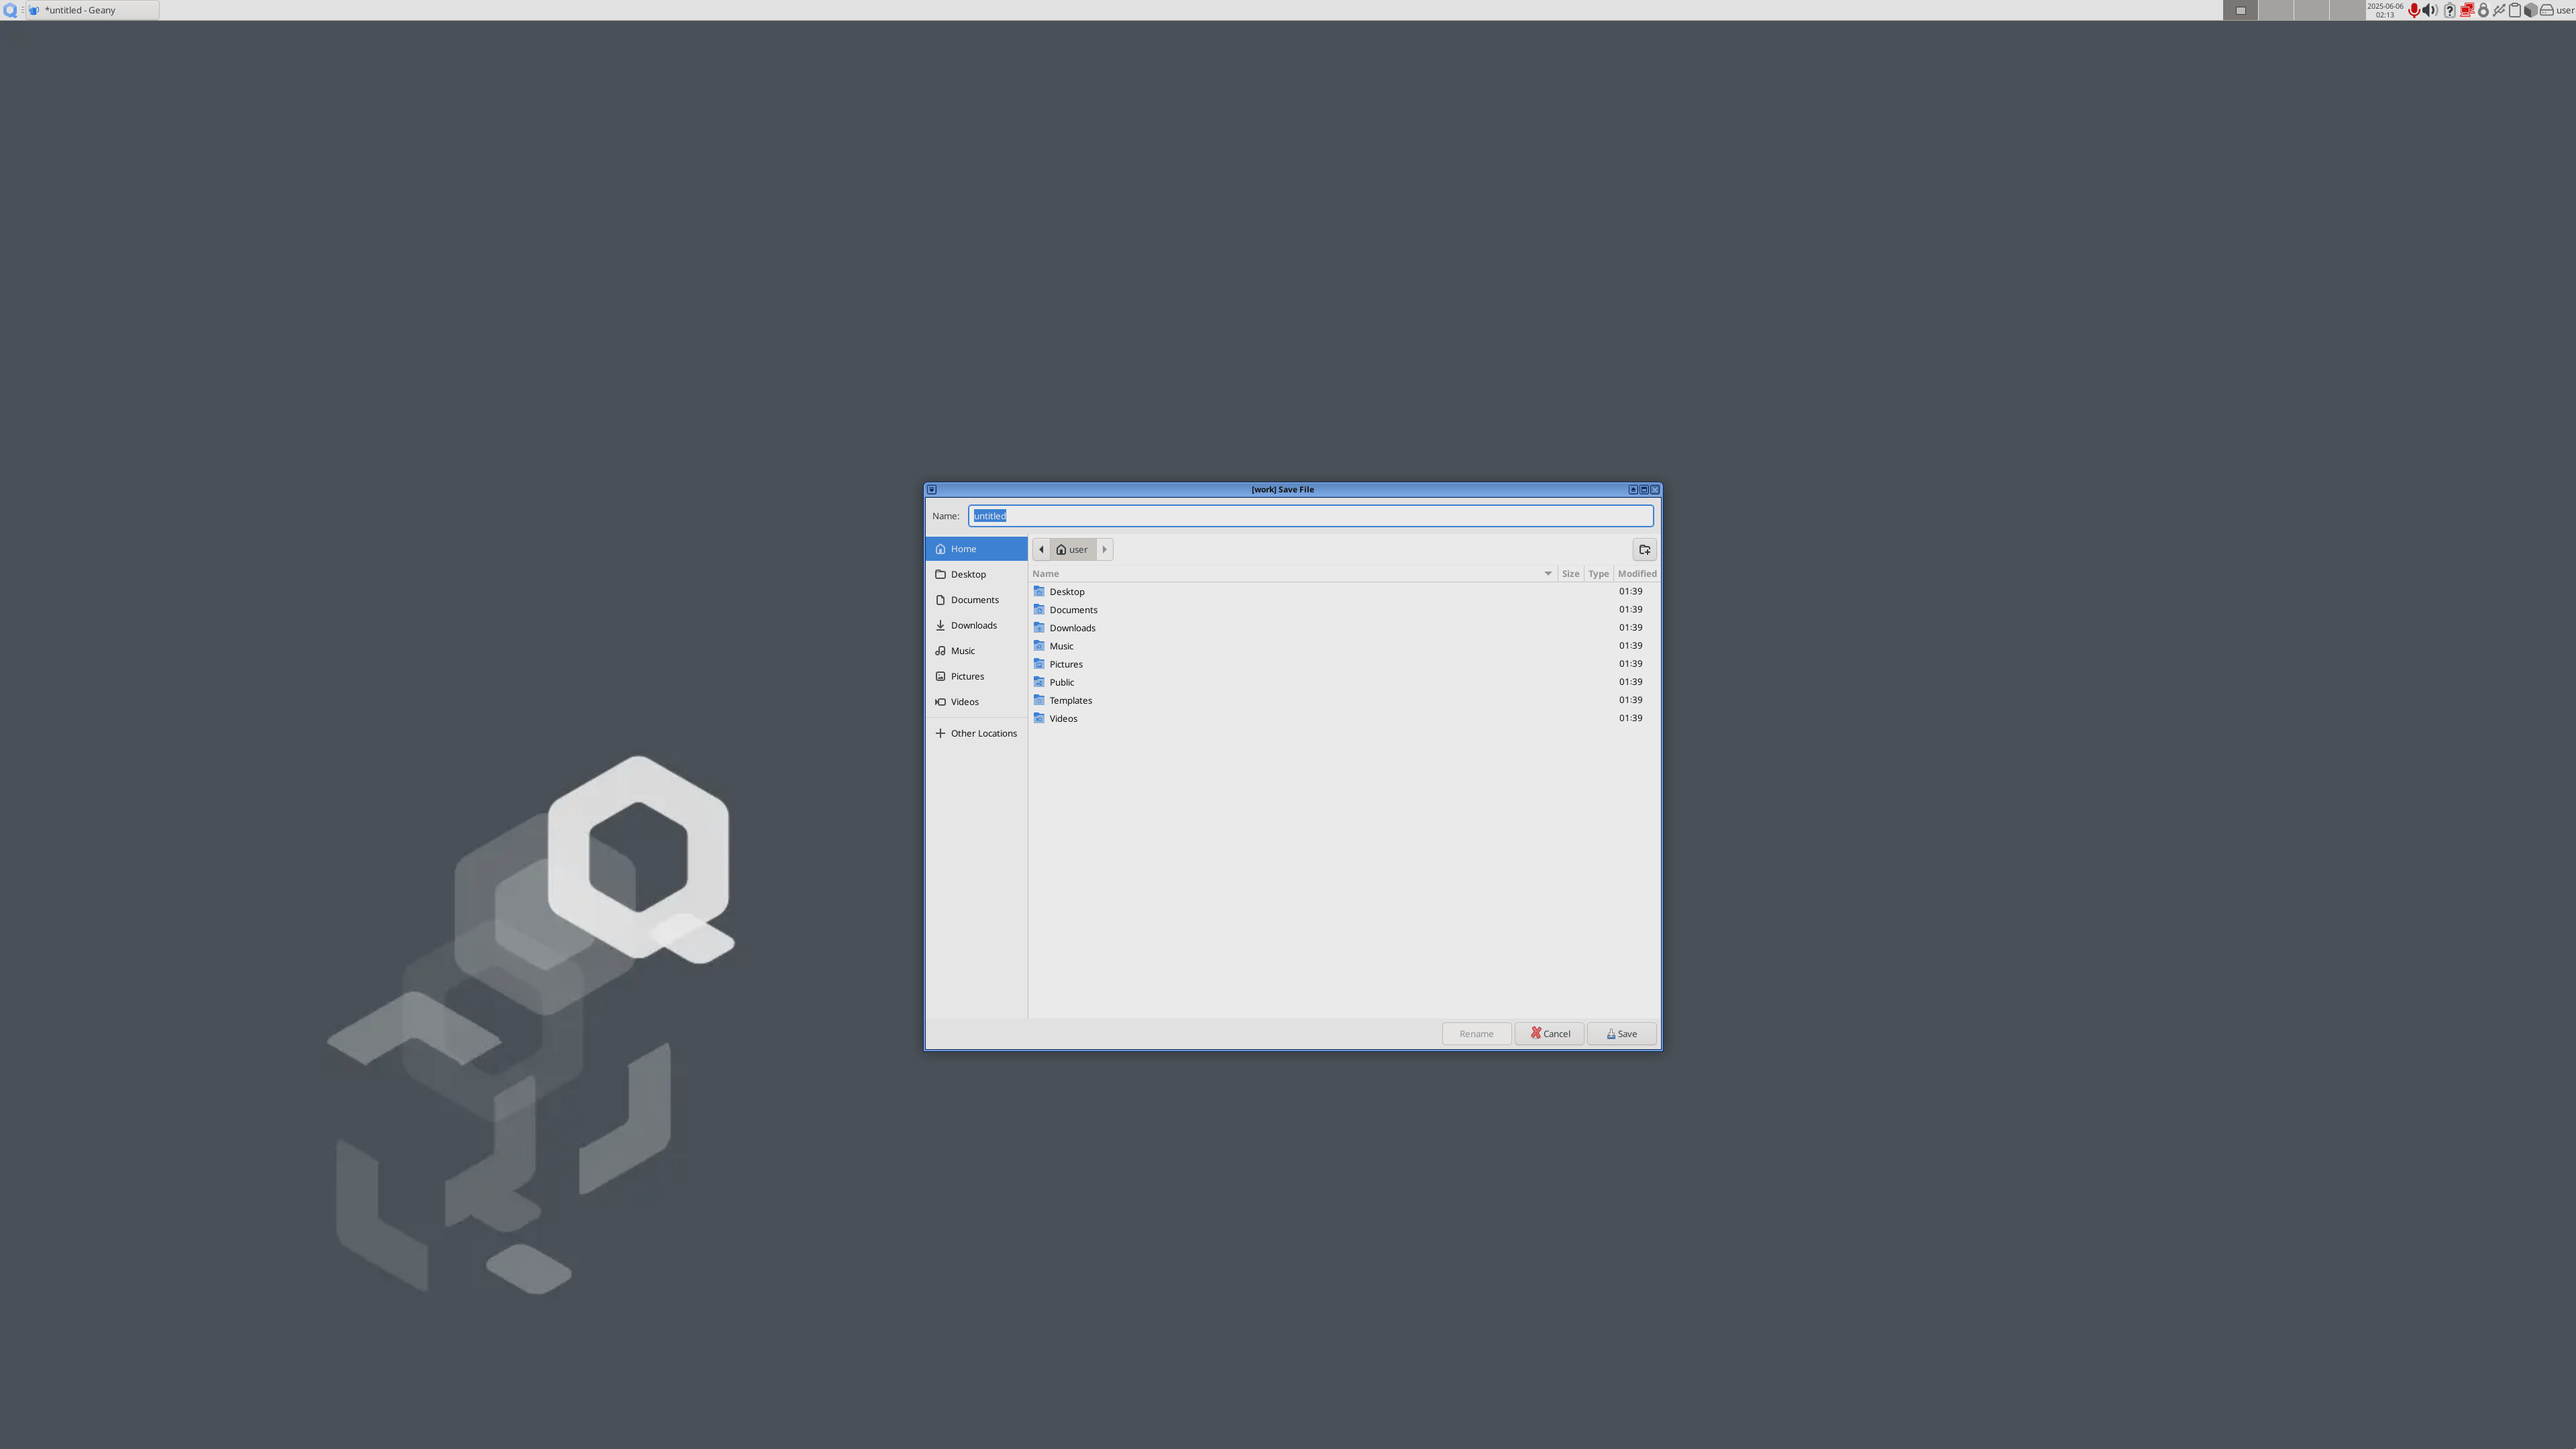 *untitled - Geany
2025-06-06
02:13
user
[work] Save File
Name: untitled
Home
Desktop
Documents
Downloads
Music
Pictures
Videos
Other Locations
user
Name Size Type Modified
Desktop 01:39
Documents 01:39
Downloads 01:39
Music 01:39
Pictures 01:39
Public 01:39
Templates 01:39
Videos 01:39
Rename Cancel Save